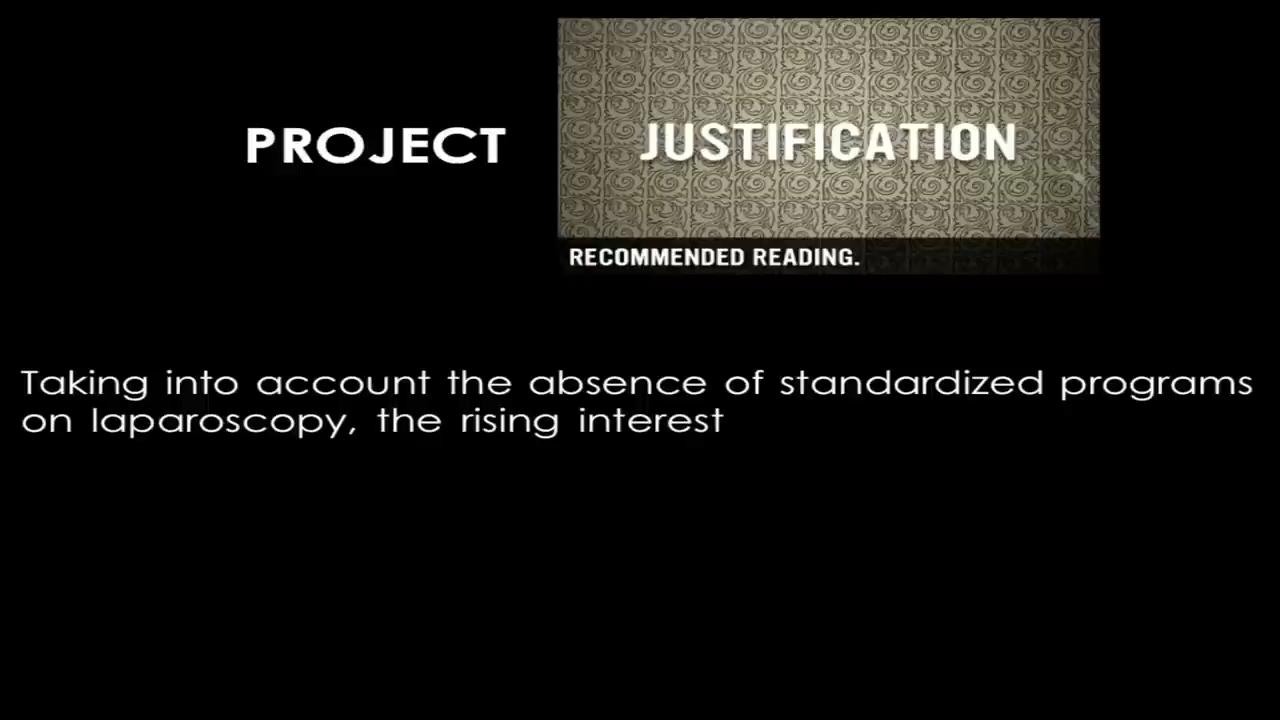 PROJECT JUSTIFICATION
RECOMMENDED READING.
Taking into account the absence of standardized programs
on laparoscopy, the rising interest